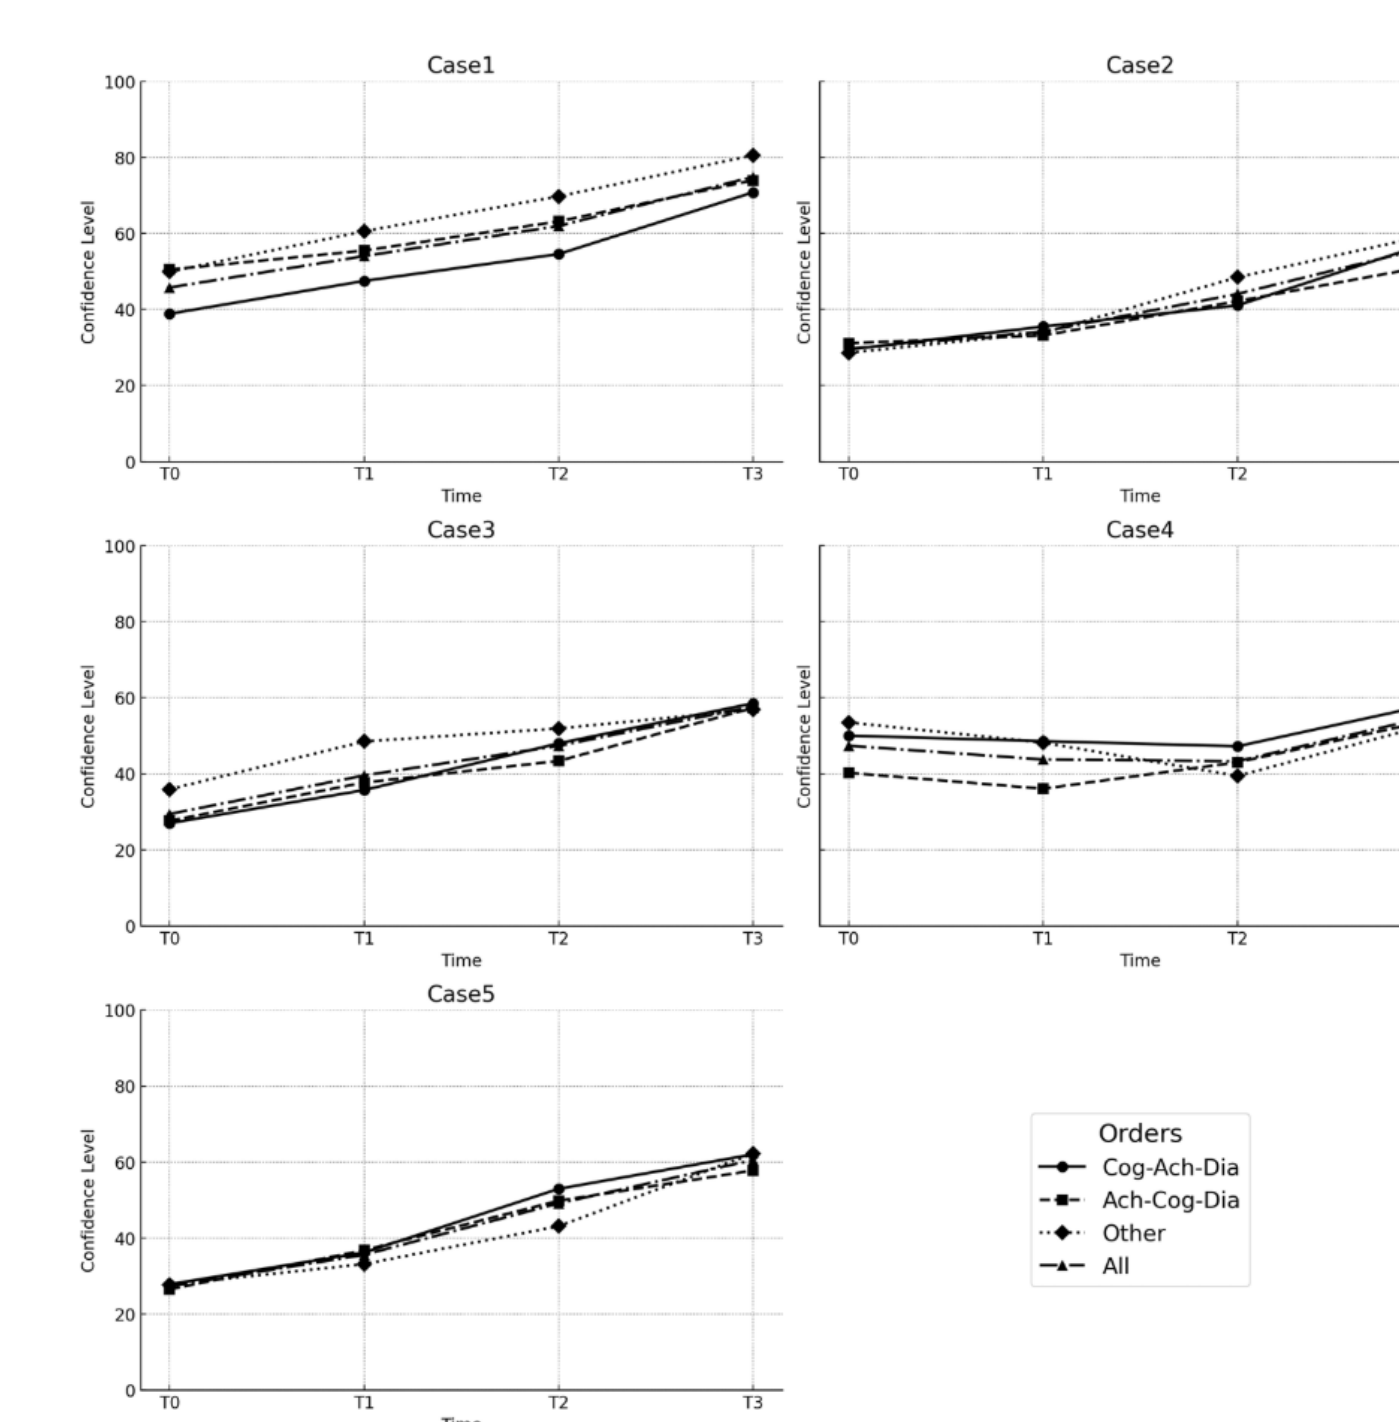 Case1
100
80
60
40
20
0
Confidence Level
T0 T1 T2 T3
Time
Case2
Confidence Level
T0 T1 T2
Time
Case3
100
80
60
40
20
0
Confidence Level
T0 T1 T2 T3
Time
Case4
Confidence Level
T0 T1 T2
Time
Case5
100
80
60
40
20
0
Confidence Level
T0 T1 T2 T3
Time
Orders
Cog-Ach-Dia
Ach-Cog-Dia
Other
All